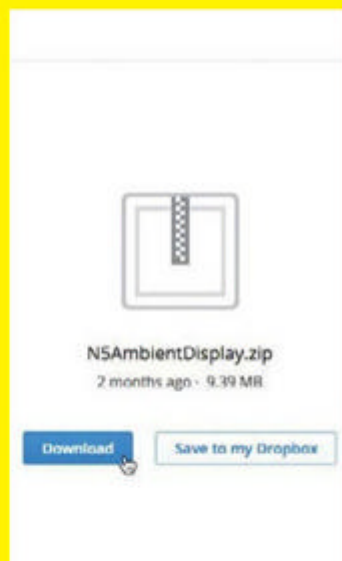 N5AmbientDisplay.zip
2 months ago · 9.39 MB
Download Save to my Dropbox